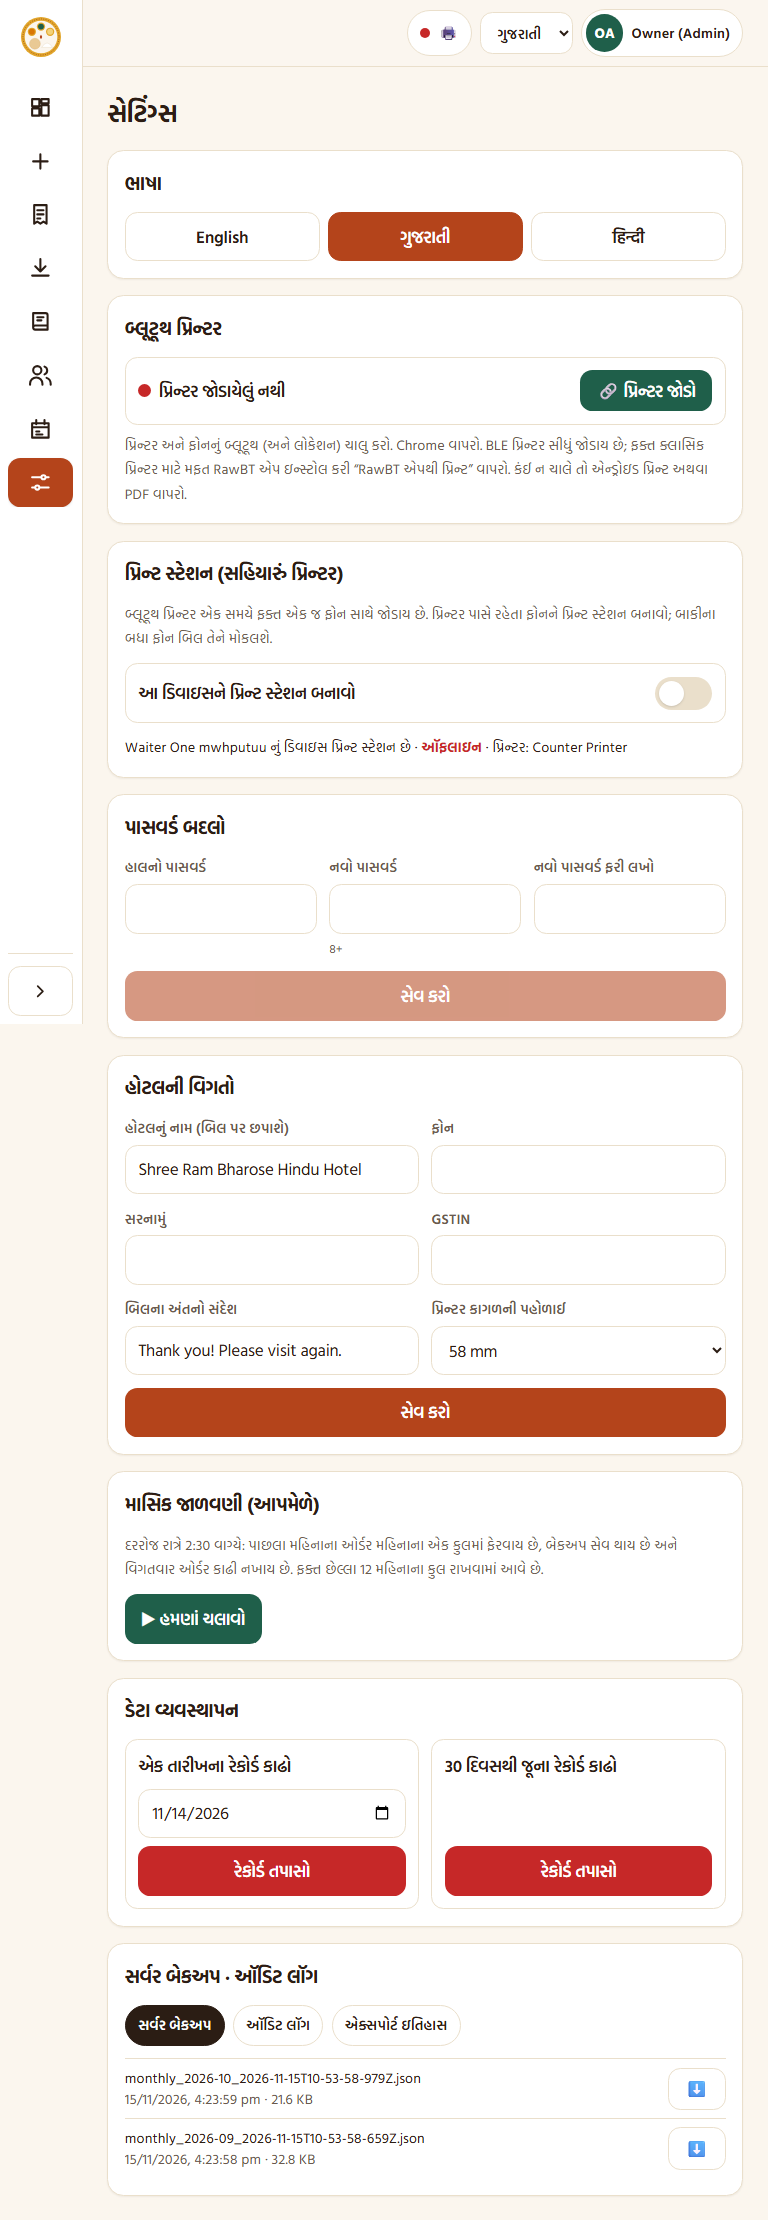 ગુજરાતી
OA Owner (Admin)
સેટિંગ્સ
ભાષા
English
ગુજરાતી
हिन्दी
બ્લૂટૂથ પ્રિન્ટર
પ્રિન્ટર જોડાયેલું નથી
પ્રિન્ટર જોડો
પ્રિન્ટર અને ફોનનું બ્લૂટૂથ (અને લોકેશન) ચાલુ કરો. Chrome વાપરો. BLE પ્રિન્ટર સીધું જોડાય છે; ફક્ત ક્લાસિક
પ્રિન્ટર માટે મફત RawBT એપ ઇન્સ્ટોલ કરી “RawBT એપથી પ્રિન્ટ” વાપરો. કંઈ ન ચાલે તો એન્ડ્રોઇડ પ્રિન્ટ અથવા
PDF વાપરો.
પ્રિન્ટ સ્ટેશન (સહિયારું પ્રિન્ટર)
બ્લૂટૂથ પ્રિન્ટર એક સમયે ફક્ત એક જ ફોન સાથે જોડાય છે. પ્રિન્ટર પાસે રહેતા ફોનને પ્રિન્ટ સ્ટેશન બનાવો; બાકીના
બધા ફોન બિલ તેને મોકલશે.
આ ડિવાઇસને પ્રિન્ટ સ્ટેશન બનાવો
Waiter One mwhputuu નું ડિવાઇસ પ્રિન્ટ સ્ટેશન છે · ઑફલાઇન · પ્રિન્ટર: Counter Printer
પાસવર્ડ બદલો
હાલનો પાસવર્ડ
નવો પાસવર્ડ
નવો પાસવર્ડ ફરી લખો
8+
સેવ કરો
હોટલની વિગતો
હોટલનું નામ (બિલ પર છપાશે)
ફોન
Shree Ram Bharose Hindu Hotel
સરનામું
GSTIN
બિલના અંતનો સંદેશ
પ્રિન્ટર કાગળની પહોળાઈ
Thank you! Please visit again.
58 mm
સેવ કરો
માસિક જાળવણી (આપમેળે)
દરરોજ રાત્રે 2:30 વાગ્યે: પાછલા મહિનાના ઓર્ડર મહિનાના એક કુલમાં ફેરવાય છે, બેકઅપ સેવ થાય છે અને
વિગતવાર ઓર્ડર કાઢી નખાય છે. ફક્ત છેલ્લા 12 મહિનાના કુલ રાખવામાં આવે છે.
▶ હમણાં ચલાવો
ડેટા વ્યવસ્થાપન
એક તારીખના રેકોર્ડ કાઢો
30 દિવસથી જૂના રેકોર્ડ કાઢો
11/14/2026
રેકોર્ડ તપાસો
રેકોર્ડ તપાસો
સર્વર બેકઅપ · ઑડિટ લૉગ
સર્વર બેકઅપ
ઑડિટ લૉગ
એક્સપોર્ટ ઇતિહાસ
monthly_2026-10_2026-11-15T10-53-58-979Z.json
15/11/2026, 4:23:59 pm · 21.6 KB
monthly_2026-09_2026-11-15T10-53-58-659Z.json
15/11/2026, 4:23:58 pm · 32.8 KB